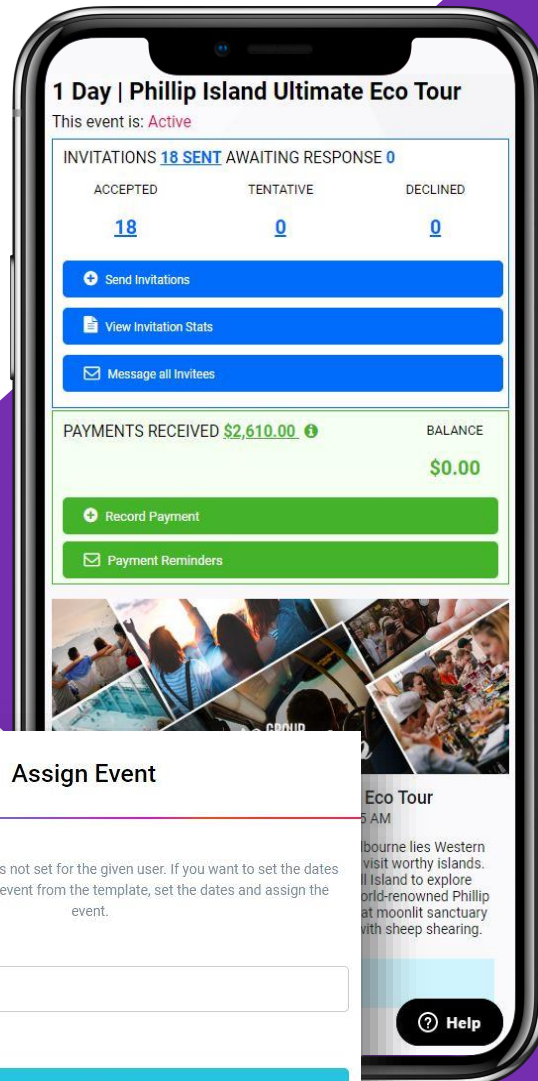 1 Day | Phillip Island Ultimate Eco Tour
This event is: Active
INVITATIONS 18 SENT AWAITING RESPONSE 0
ACCEPTED TENTATIVE DECLINED
18 0 0
Send Invitations
View Invitation Stats
Message all Invitees
PAYMENTS RECEIVED $2,610.00 BALANCE
$0.00
Record Payment
Payment Reminders
GROUP
Eco Tour
5 AM
lbourne lies Western
visit worthy islands.
ll Island to explore
orld-renowned Phillip
at moonlit sanctuary
with sheep shearing.
Assign Event
s not set for the given user. If you want to set the dates
event from the template, set the dates and assign the
event.
Help